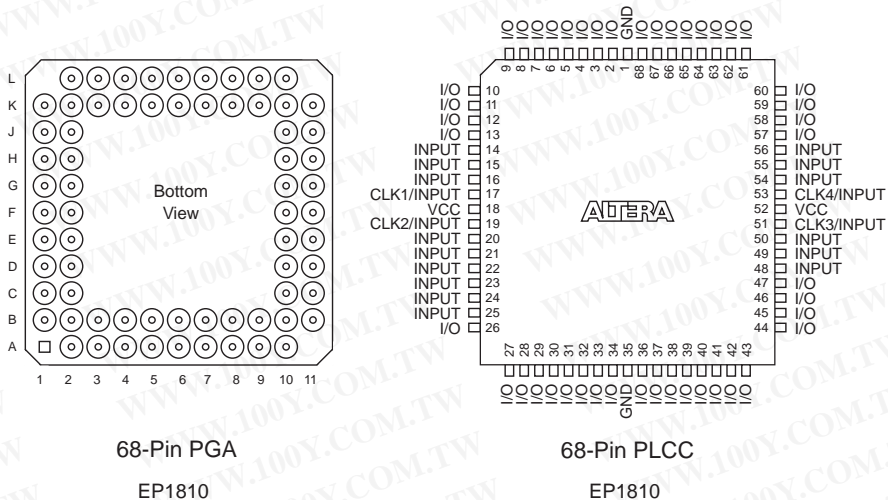 L
K
J
H
G
F
E
D
C
B
A
1 2 3 4 5 6 7 8 9 10 11
Bottom
View
68-Pin PGA
EP1810
I/O I/O I/O I/O I/O I/O I/O I/O GND I/O I/O I/O I/O I/O I/O I/O I/O
9 8 7 6 5 4 3 2 1 68 67 66 65 64 63 62 61
I/O 10
I/O 11
I/O 12
I/O 13
INPUT 14
INPUT 15
INPUT 16
CLK1/INPUT 17
VCC 18
CLK2/INPUT 19
INPUT 20
INPUT 21
INPUT 22
INPUT 23
INPUT 24
INPUT 25
I/O 26
ALTERA
60 I/O
59 I/O
58 I/O
57 I/O
56 INPUT
55 INPUT
54 INPUT
53 CLK4/INPUT
52 VCC
51 CLK3/INPUT
50 INPUT
49 INPUT
48 INPUT
47 I/O
46 I/O
45 I/O
44 I/O
27 28 29 30 31 32 33 34 35 36 37 38 39 40 41 42 43
I/O I/O I/O I/O I/O I/O I/O I/O GND I/O I/O I/O I/O I/O I/O I/O I/O
68-Pin PLCC
EP1810
WWW.100Y.COM.TW